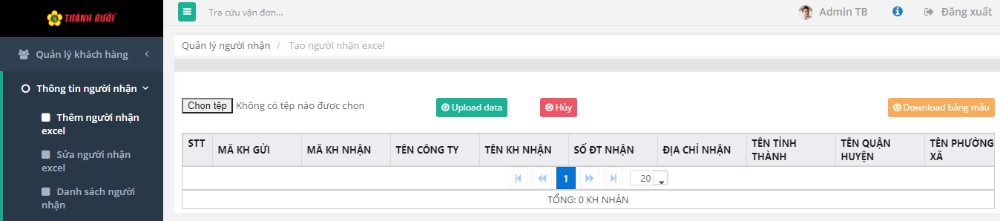 THÀNH BƯỞI
Tra cứu vận đơn...
Admin TB
Đăng xuất
Quản lý khách hàng
Thông tin người nhận
Thêm người nhận
excel
Sửa người nhận
excel
Danh sách người
nhận
Quản lý người nhận / Tạo người nhận excel
Chọn tệp Không có tệp nào được chọn
Upload data
Hủy
Download bảng mẫu
STT
MÃ KH GỬI
MÃ KH NHẬN
TÊN CÔNG TY
TÊN KH NHẬN
SỐ ĐT NHẬN
ĐỊA CHỈ NHẬN
TÊN TỈNH
THÀNH
TÊN QUẬN
HUYỆN
TÊN PHƯỜNG
XÃ
1
20
TỔNG: 0 KH NHẬN